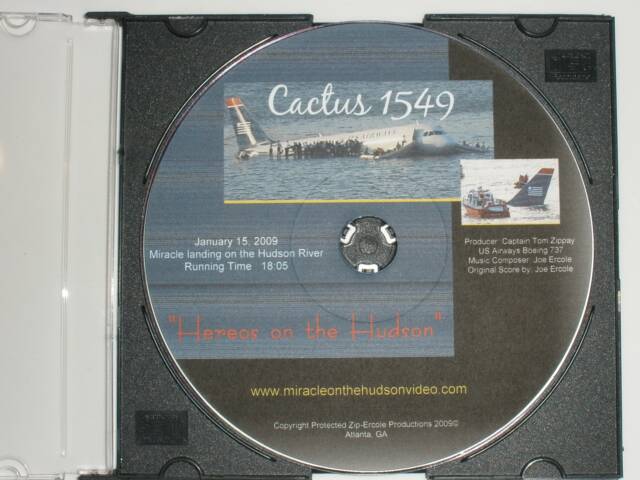 Cactus 1549
January 15, 2009
Miracle landing on the Hudson River
Running Time 18:05
Producer Captain Tom Zippay
US Airways Boeing 737
Music Composer Joe Ercole
Original Score by: Joe Ercole
"Hereos on the Hudson"
www.miracleonthehudsonvideo.com
Copyright Protected Zip-Ercole Productions 2009©
Atlanta, GA